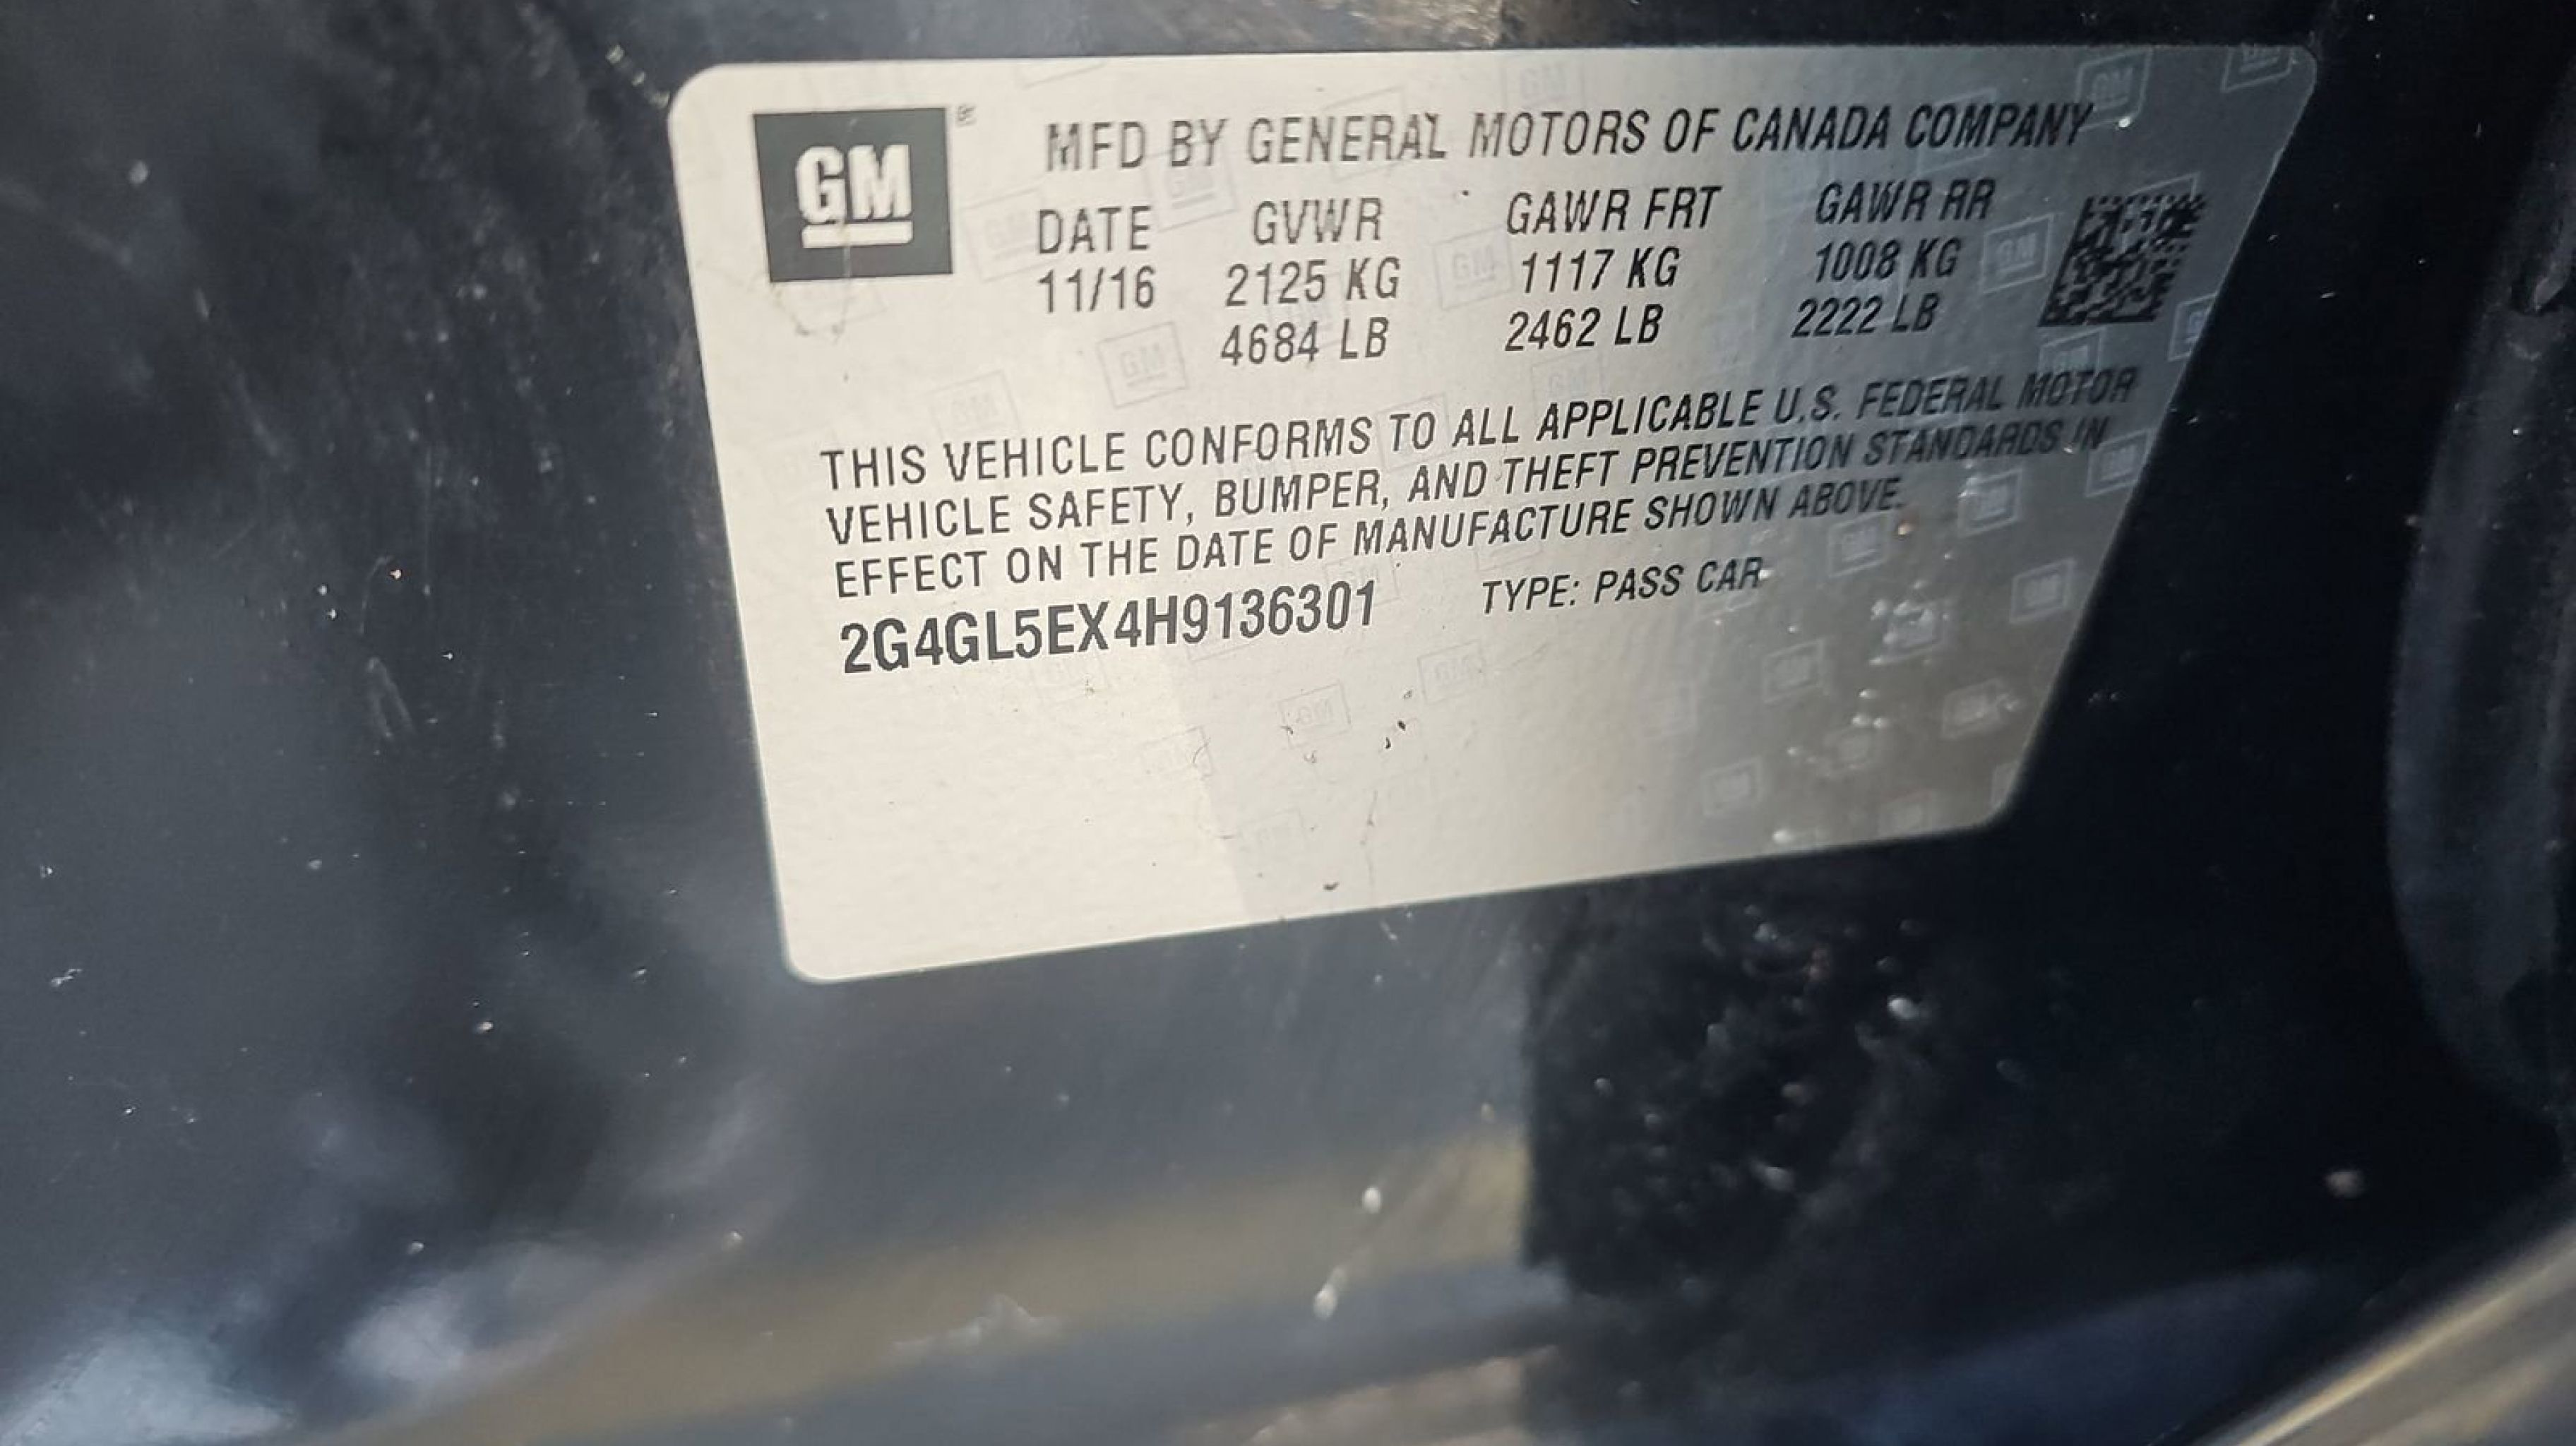 GM ® MFD BY GENERAL MOTORS OF CANADA COMPANY
DATE GVWR GAWR FRT GAWR RR
11/16 2125 KG 1117 KG 1008 KG
4684 LB 2462 LB 2222 LB
THIS VEHICLE CONFORMS TO ALL APPLICABLE U.S. FEDERAL MOTOR
VEHICLE SAFETY, BUMPER, AND THEFT PREVENTION STANDARDS IN
EFFECT ON THE DATE OF MANUFACTURE SHOWN ABOVE.
2G4GL5EX4H9136301 TYPE: PASS CAR